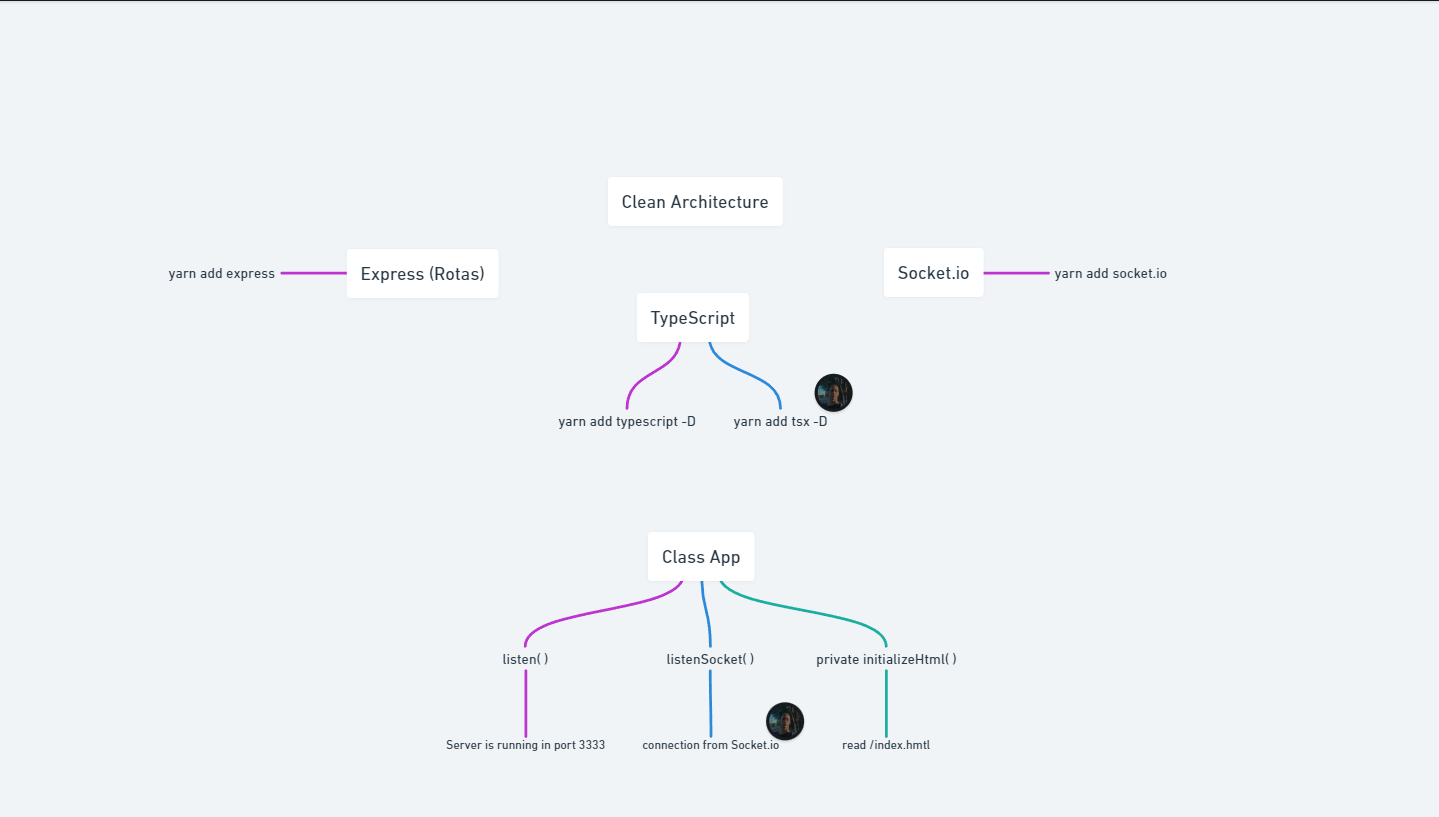 Clean Architecture
yarn add express
Express (Rotas)
Socket.io
yarn add socket.io
TypeScript
yarn add typescript -D
yarn add tsx -D
Class App
listen( )
listenSocket( )
private initializeHtml( )
Server is running in port 3333
connection from Socket.io
read /index.hmtl